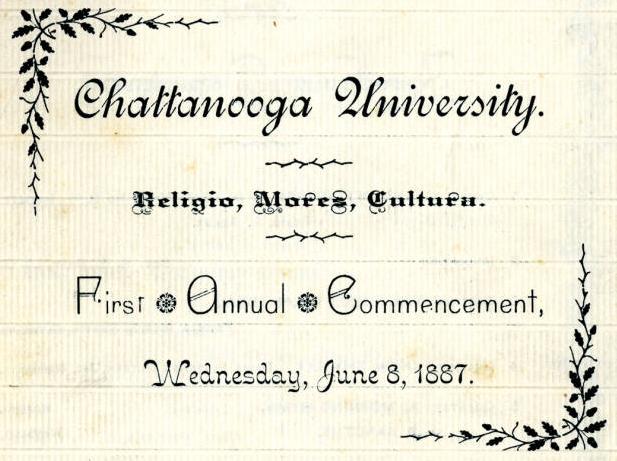 Chattanooga University.
Religio, Mores, Cultura.
First Annual Commencement,
Wednesday, June 8, 1887.